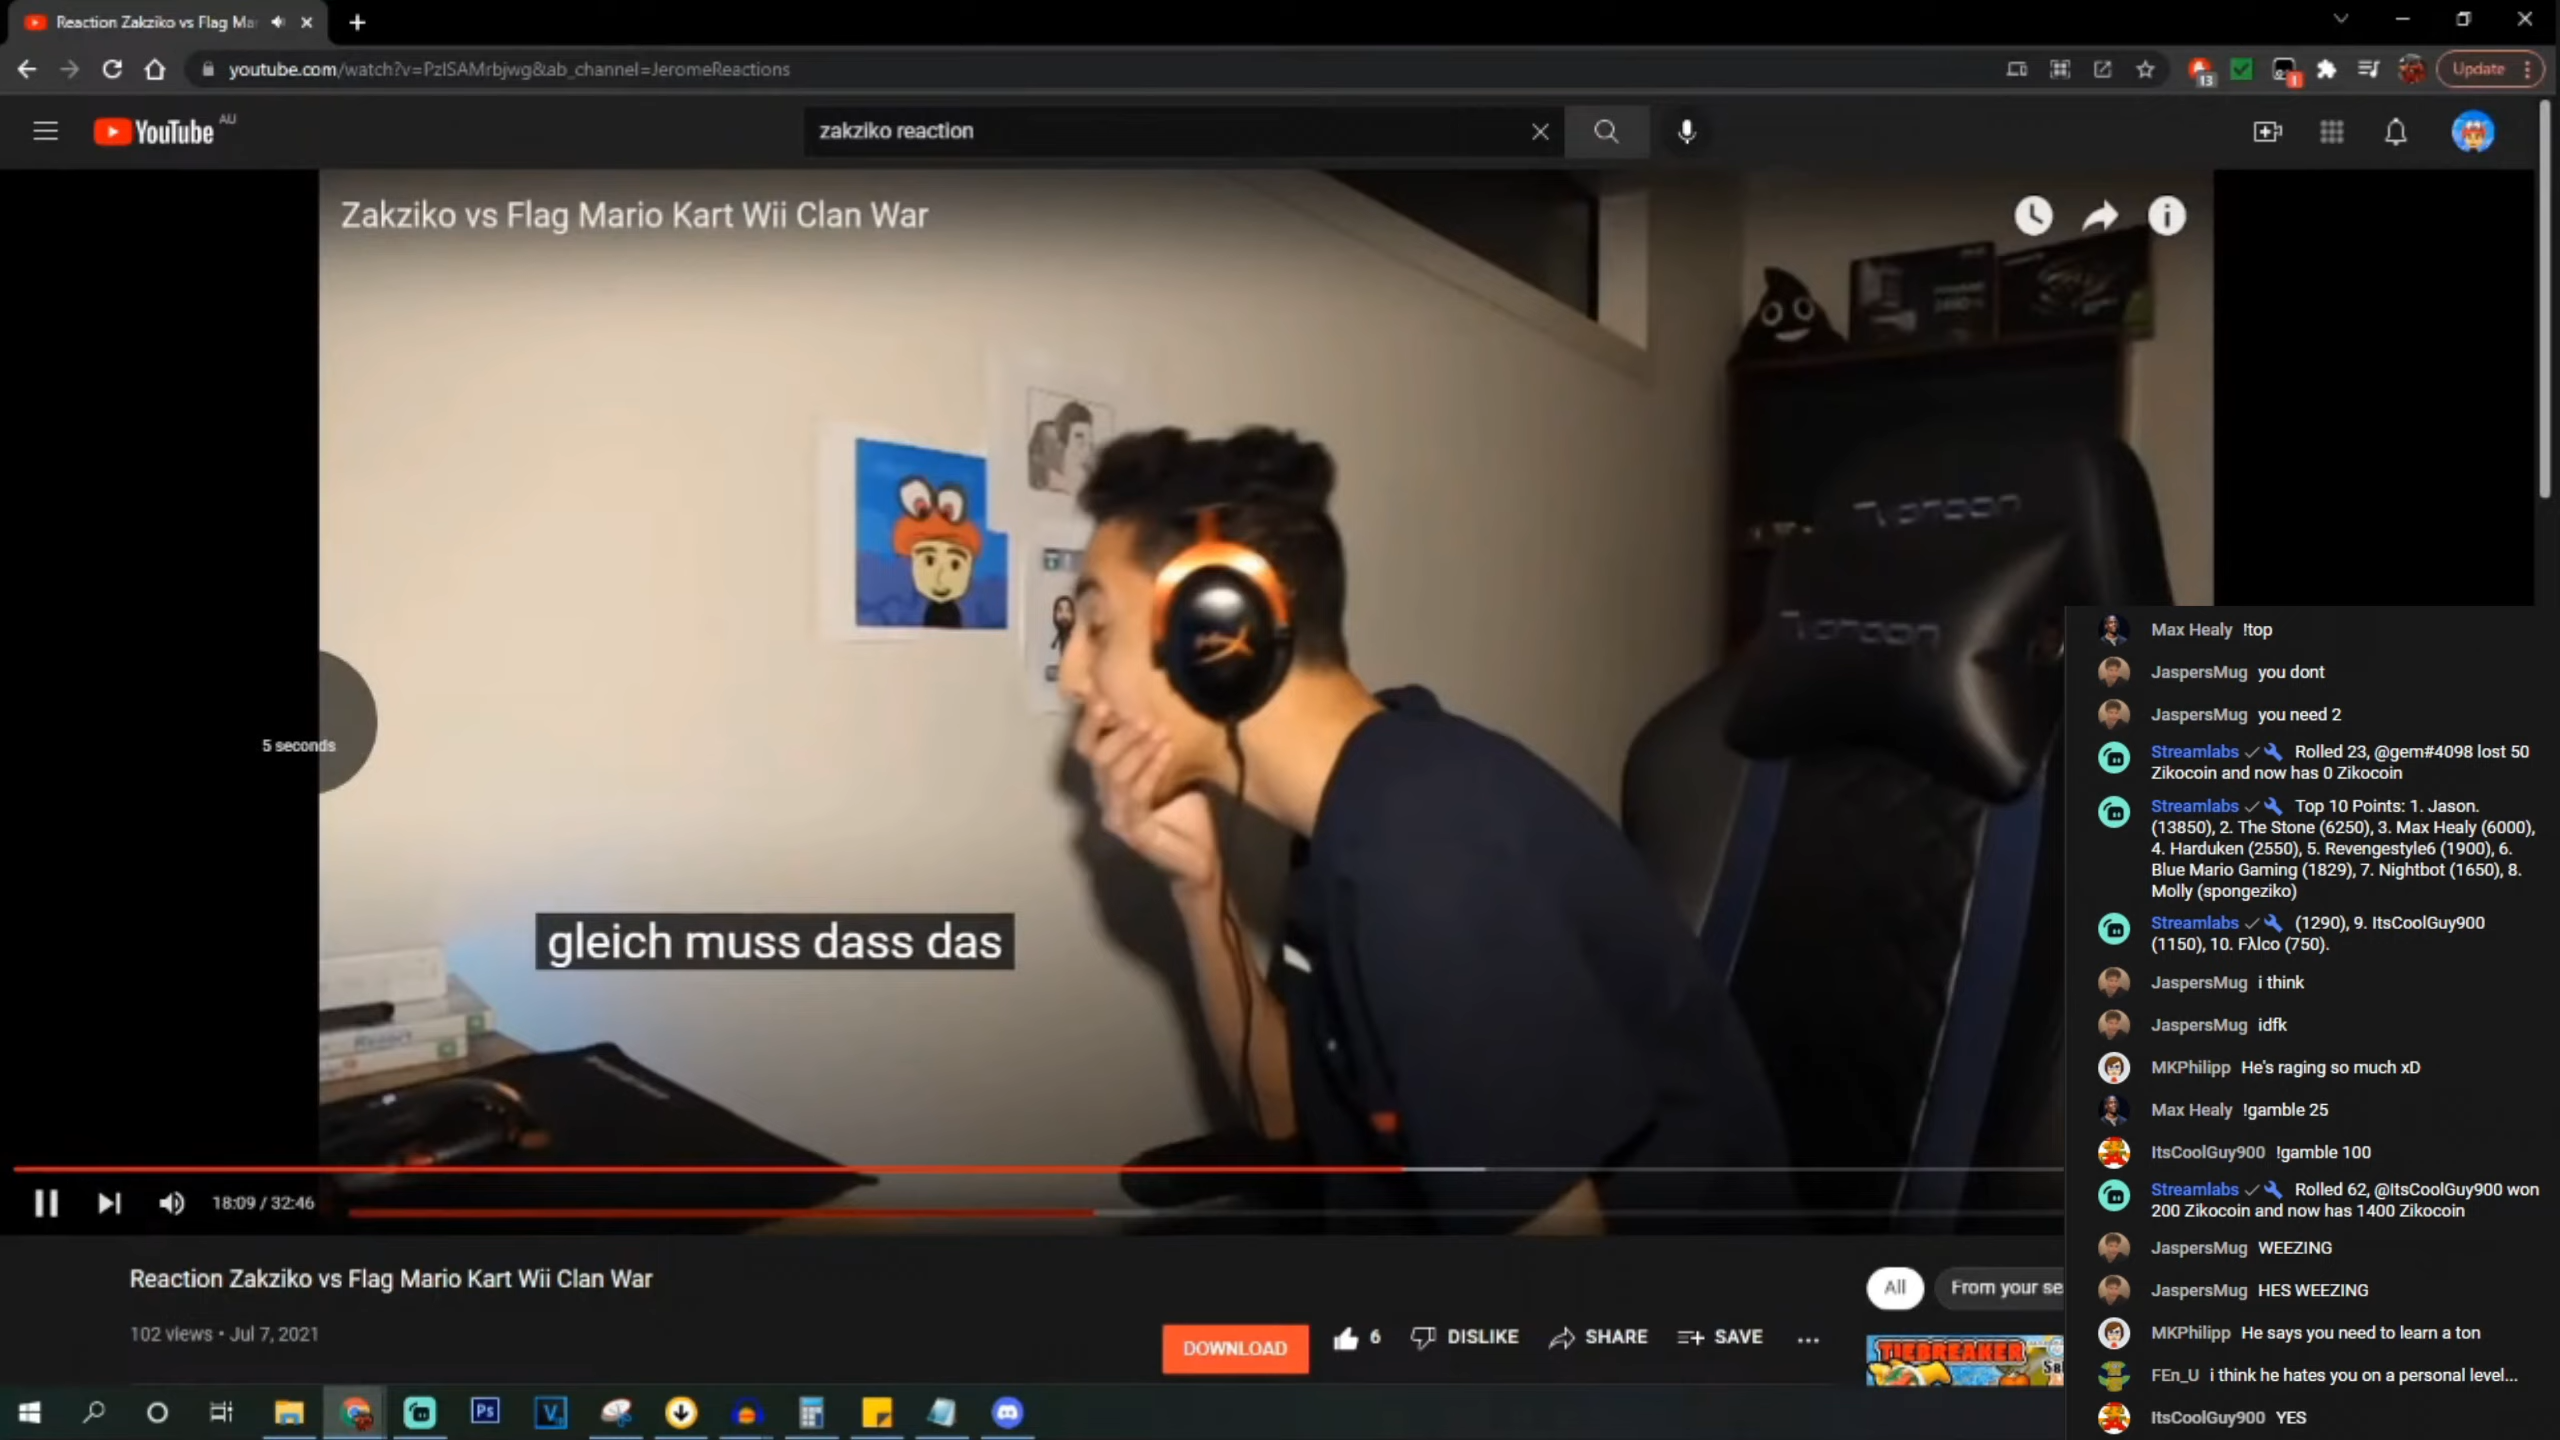 Reaction Zakziko vs Flag Ma
youtube.com/watch?v=PzISAMrbjwg&ab_channel=JeromeReactions
13
1
Update
YouTube AU
zakziko reaction
Zakziko vs Flag Mario Kart Wii Clan War
Typhoon
Typhoon
5 seconds
gleich muss dass das
18:09 / 32:46
Reaction Zakziko vs Flag Mario Kart Wii Clan War
102 views • Jul 7, 2021
DOWNLOAD
6
DISLIKE
SHARE
SAVE
All
From your se
TIEBREAKER
Ps
V
Max Healy !top
JaspersMug you dont
JaspersMug you need 2
Streamlabs Rolled 23, @gem#4098 lost 50
Zikocoin and now has 0 Zikocoin
Streamlabs Top 10 Points: 1. Jason.
(13850), 2. The Stone (6250), 3. Max Healy (6000),
4. Harduken (2550), 5. Revengestyle6 (1900), 6.
Blue Mario Gaming (1829), 7. Nightbot (1650), 8.
Molly (spongeziko)
Streamlabs (1290), 9. ItsCoolGuy900
(1150), 10. Fλlco (750).
JaspersMug i think
JaspersMug idfk
MKPhilipp He's raging so much xD
Max Healy !gamble 25
ItsCoolGuy900 !gamble 100
Streamlabs Rolled 62, @ItsCoolGuy900 won
200 Zikocoin and now has 1400 Zikocoin
JaspersMug WEEZING
JaspersMug HES WEEZING
MKPhilipp He says you need to learn a ton
FEn_U i think he hates you on a personal level...
ItsCoolGuy900 YES